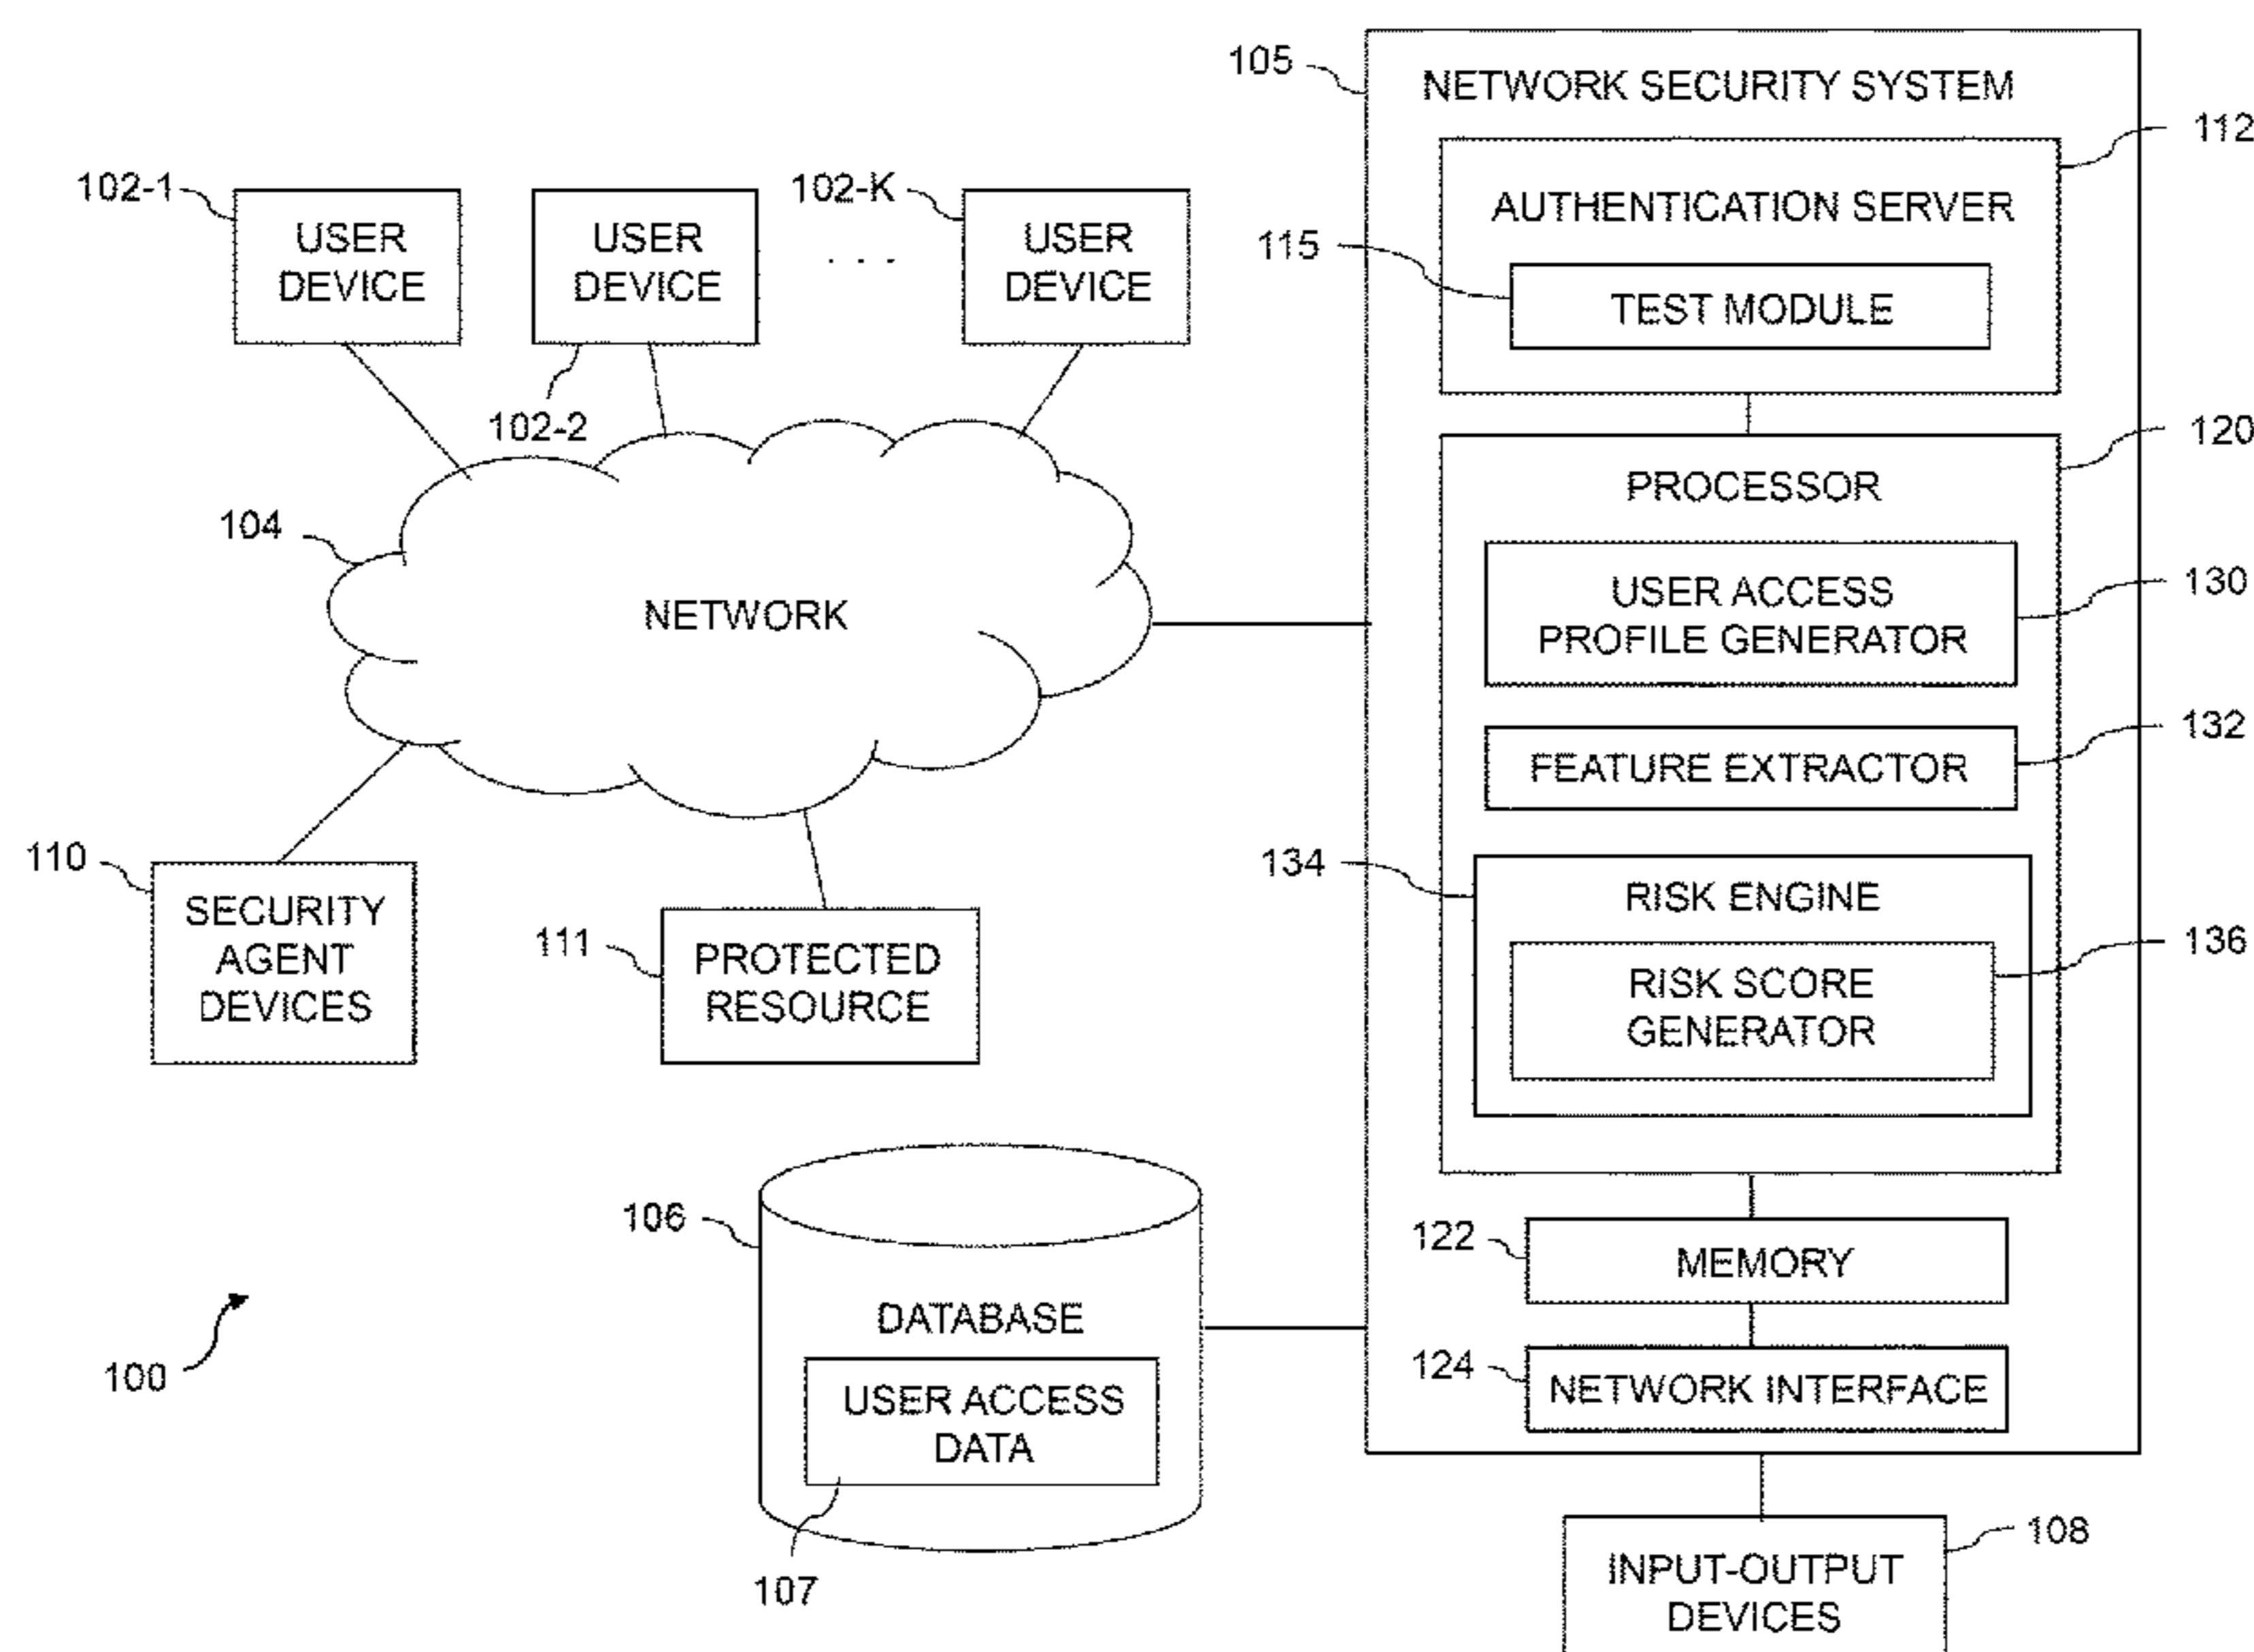 105
NETWORK SECURITY SYSTEM
112
102-1
USER
DEVICE
USER
DEVICE
102-2
. . .
102-K
USER
DEVICE
AUTHENTICATION SERVER
115
TEST MODULE
120
PROCESSOR
104
NETWORK
USER ACCESS
PROFILE GENERATOR
130
FEATURE EXTRACTOR
132
110
SECURITY
AGENT
DEVICES
111
PROTECTED
RESOURCE
134
RISK ENGINE
RISK SCORE
GENERATOR
136
106
DATABASE
USER ACCESS
DATA
107
122
MEMORY
124
NETWORK INTERFACE
100
108
INPUT-OUTPUT
DEVICES